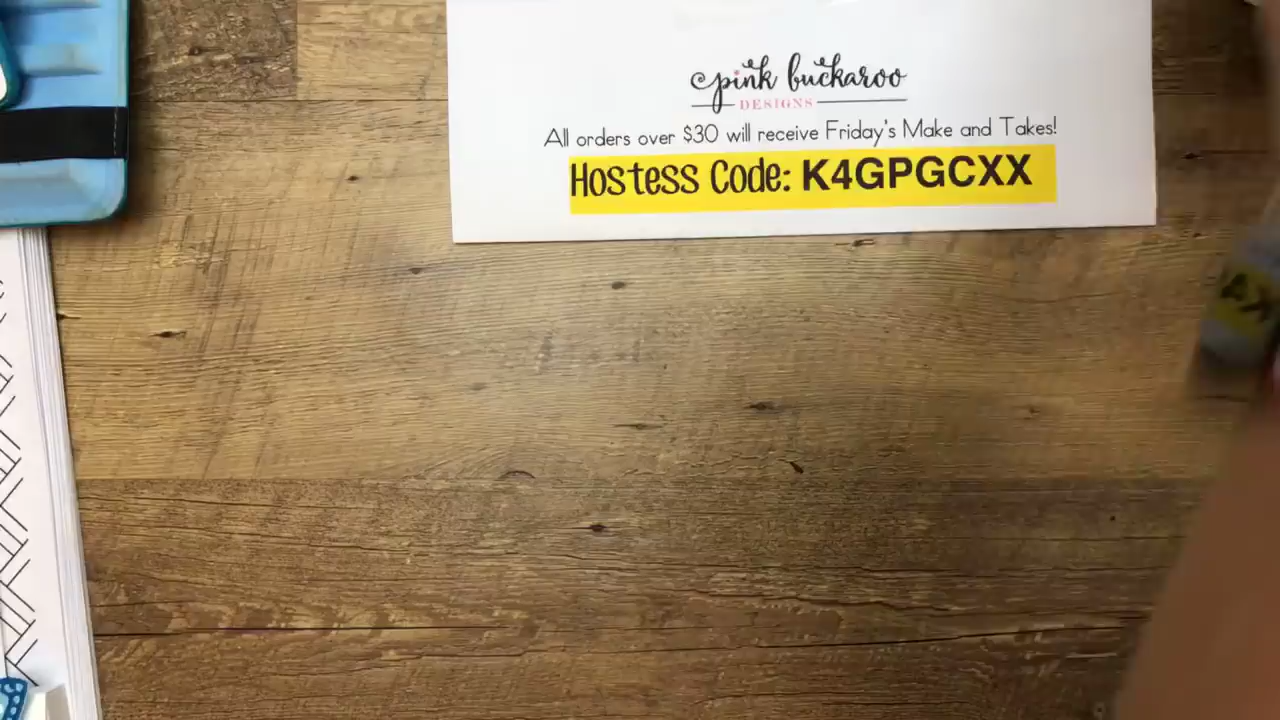 pink buckaroo
DESIGNS
All orders over $30 will receive Friday's Make and Takes!
Hostess Code: K4GPGCXX